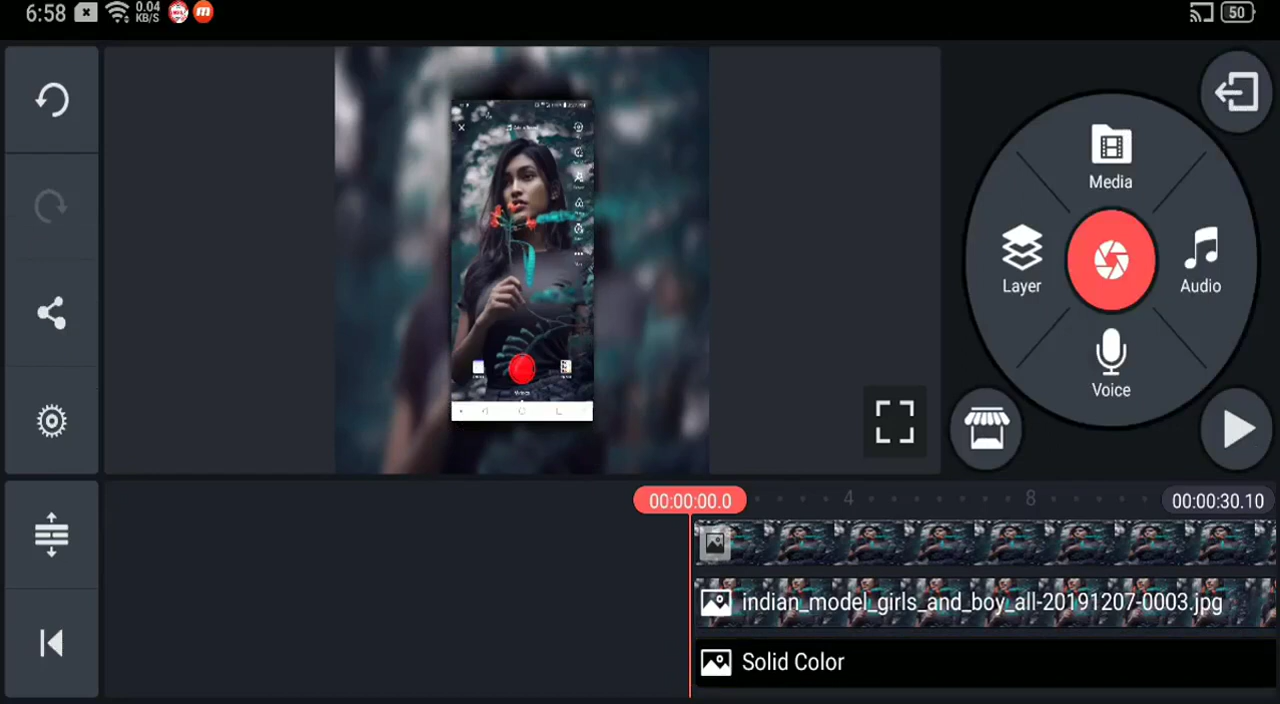 6:58
0.04
KB/S
50
Media
Layer
Audio
Voice
00:00:00.0
4
8
00:00:30.10
indian_model_girls_and_boy_all-20191207-0003.jpg
Solid Color